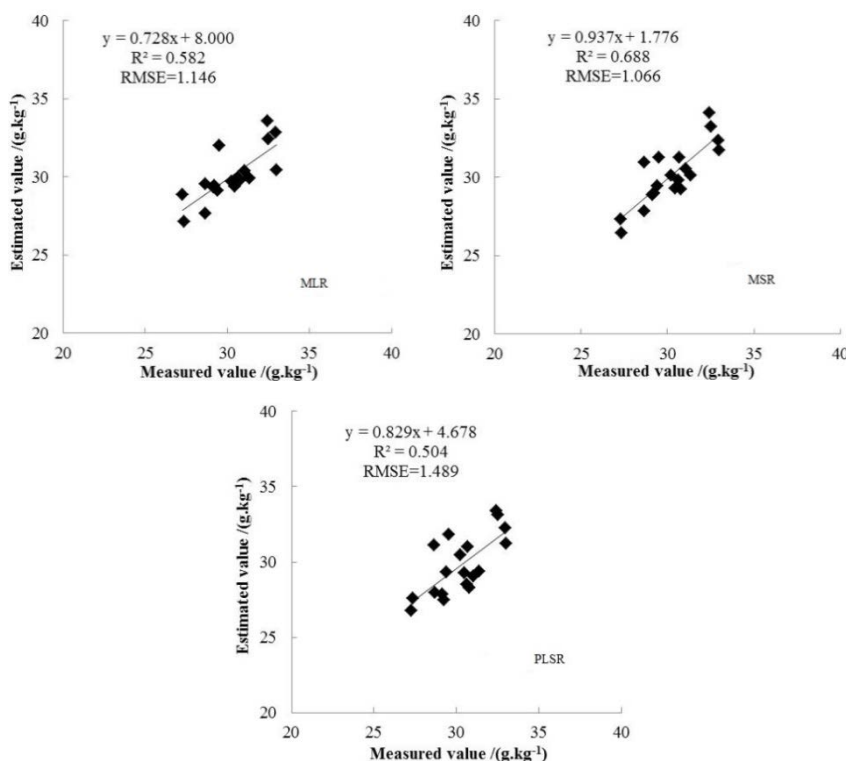 40
y = 0.728x + 8.000
R² = 0.582
RMSE=1.146
35
30
25
20
Estimated value /(g.kg⁻¹)
MLR
20 25 30 35 40
Measured value /(g.kg⁻¹)
40
y = 0.937x + 1.776
R² = 0.688
RMSE=1.066
35
30
25
20
Estimated value /(g.kg⁻¹)
MSR
20 25 30 35 40
Measured value /(g.kg⁻¹)
40
y = 0.829x + 4.678
R² = 0.504
RMSE=1.489
35
30
25
20
Estimated value /(g.kg⁻¹)
PLSR
20 25 30 35 40
Measured value /(g.kg⁻¹)